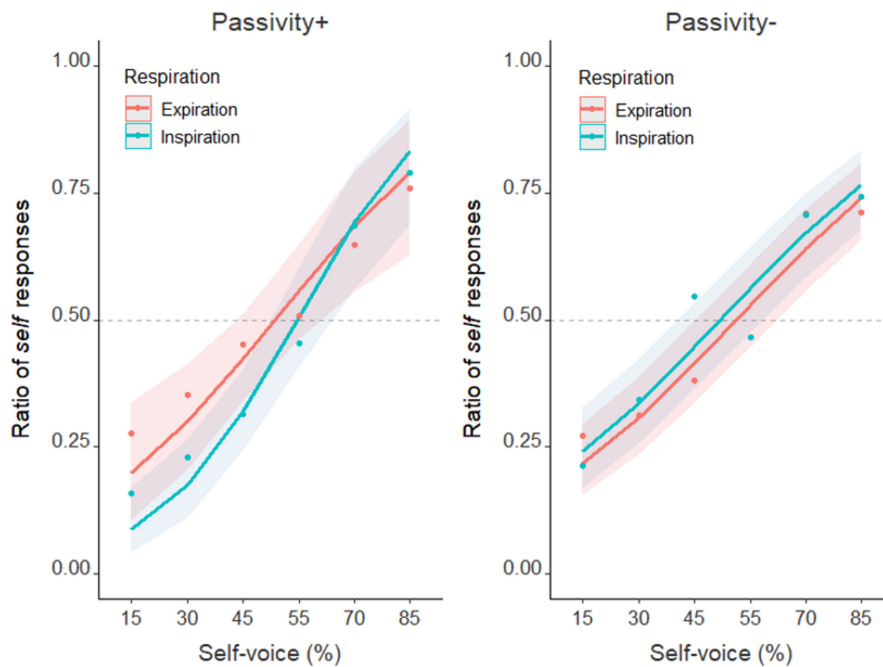 Passivity+
1.00
0.75
0.50
0.25
0.00
Ratio of self responses
Respiration
Expiration
Inspiration
15 30 45 55 70 85
Self-voice (%)
Passivity-
1.00
0.75
0.50
0.25
0.00
Ratio of self responses
Respiration
Expiration
Inspiration
15 30 45 55 70 85
Self-voice (%)